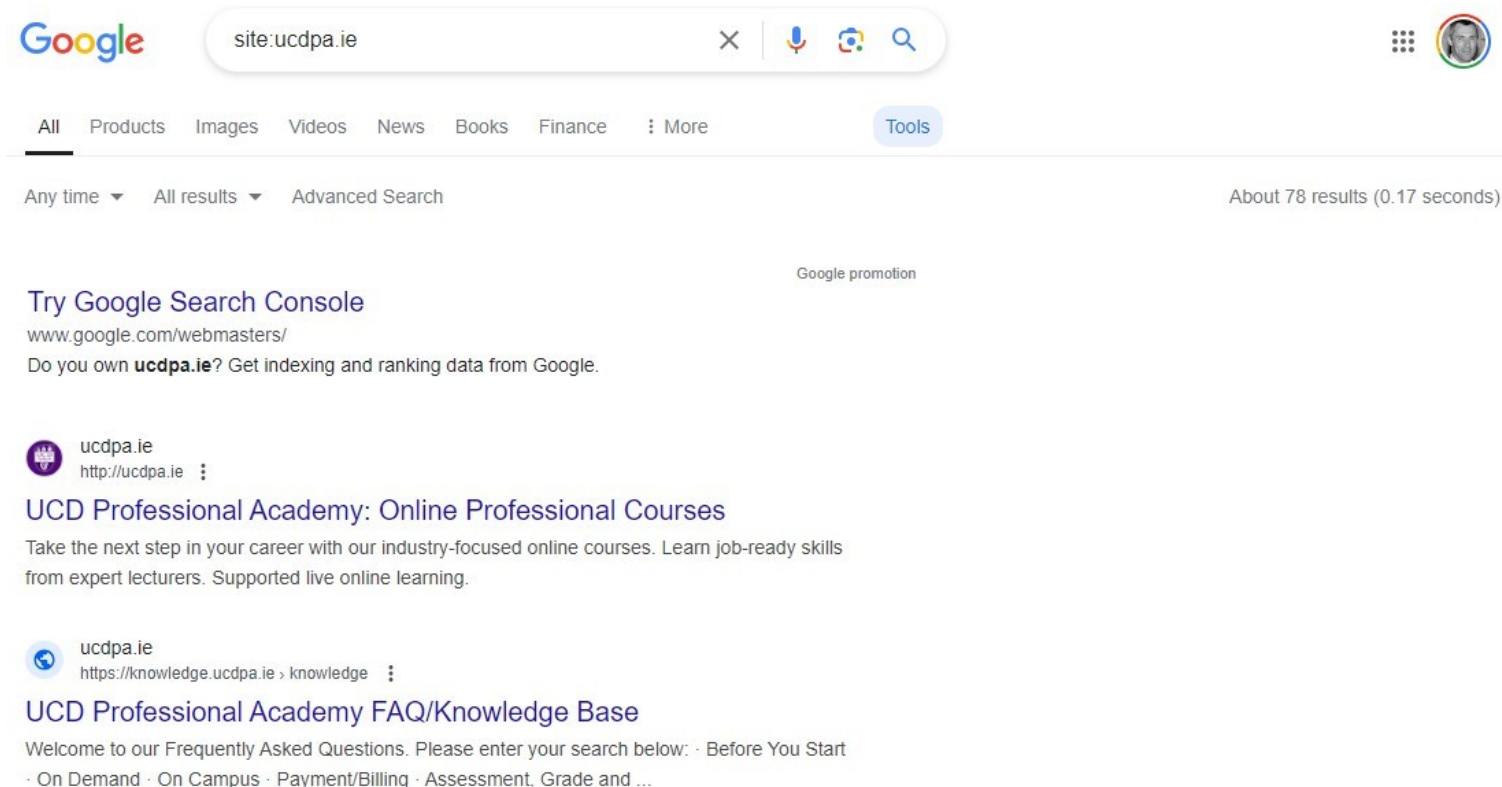 Google
site:ucdpa.ie
All Products Images Videos News Books Finance More Tools
Any time All results Advanced Search About 78 results (0.17 seconds)
Google promotion
Try Google Search Console
www.google.com/webmasters/
Do you own ucdpa.ie? Get indexing and ranking data from Google.
ucdpa.ie
http://ucdpa.ie
UCD Professional Academy: Online Professional Courses
Take the next step in your career with our industry-focused online courses. Learn job-ready skills
from expert lecturers. Supported live online learning.
ucdpa.ie
https://knowledge.ucdpa.ie › knowledge
UCD Professional Academy FAQ/Knowledge Base
Welcome to our Frequently Asked Questions. Please enter your search below: · Before You Start
· On Demand · On Campus · Payment/Billing · Assessment, Grade and ...